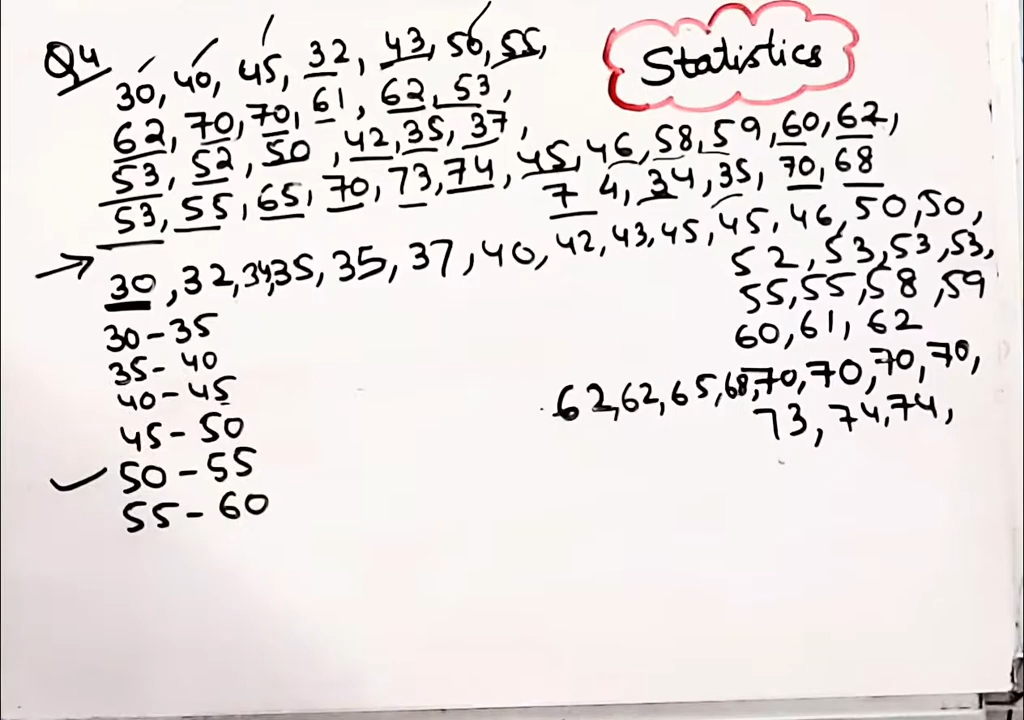 Statistics
Q4
30, 40, 45, 32, 43, 50, 55,
62, 70, 70, 61, 62, 53,
53, 52, 50, 42, 35, 37,
53, 55, 65, 70, 73, 74, 45, 46, 58, 59, 60, 62,
74, 34, 35, 70, 68
→ 30, 32, 34, 35, 35, 37, 40, 42, 43, 45, 45, 46, 50, 50,
52, 53, 53, 53,
55, 55, 58, 59
60, 61, 62
62, 62, 65, 68, 70, 70, 70, 70,
73, 74, 74,
30-35
35-40
40-45
45-50
✓ 50-55
55-60